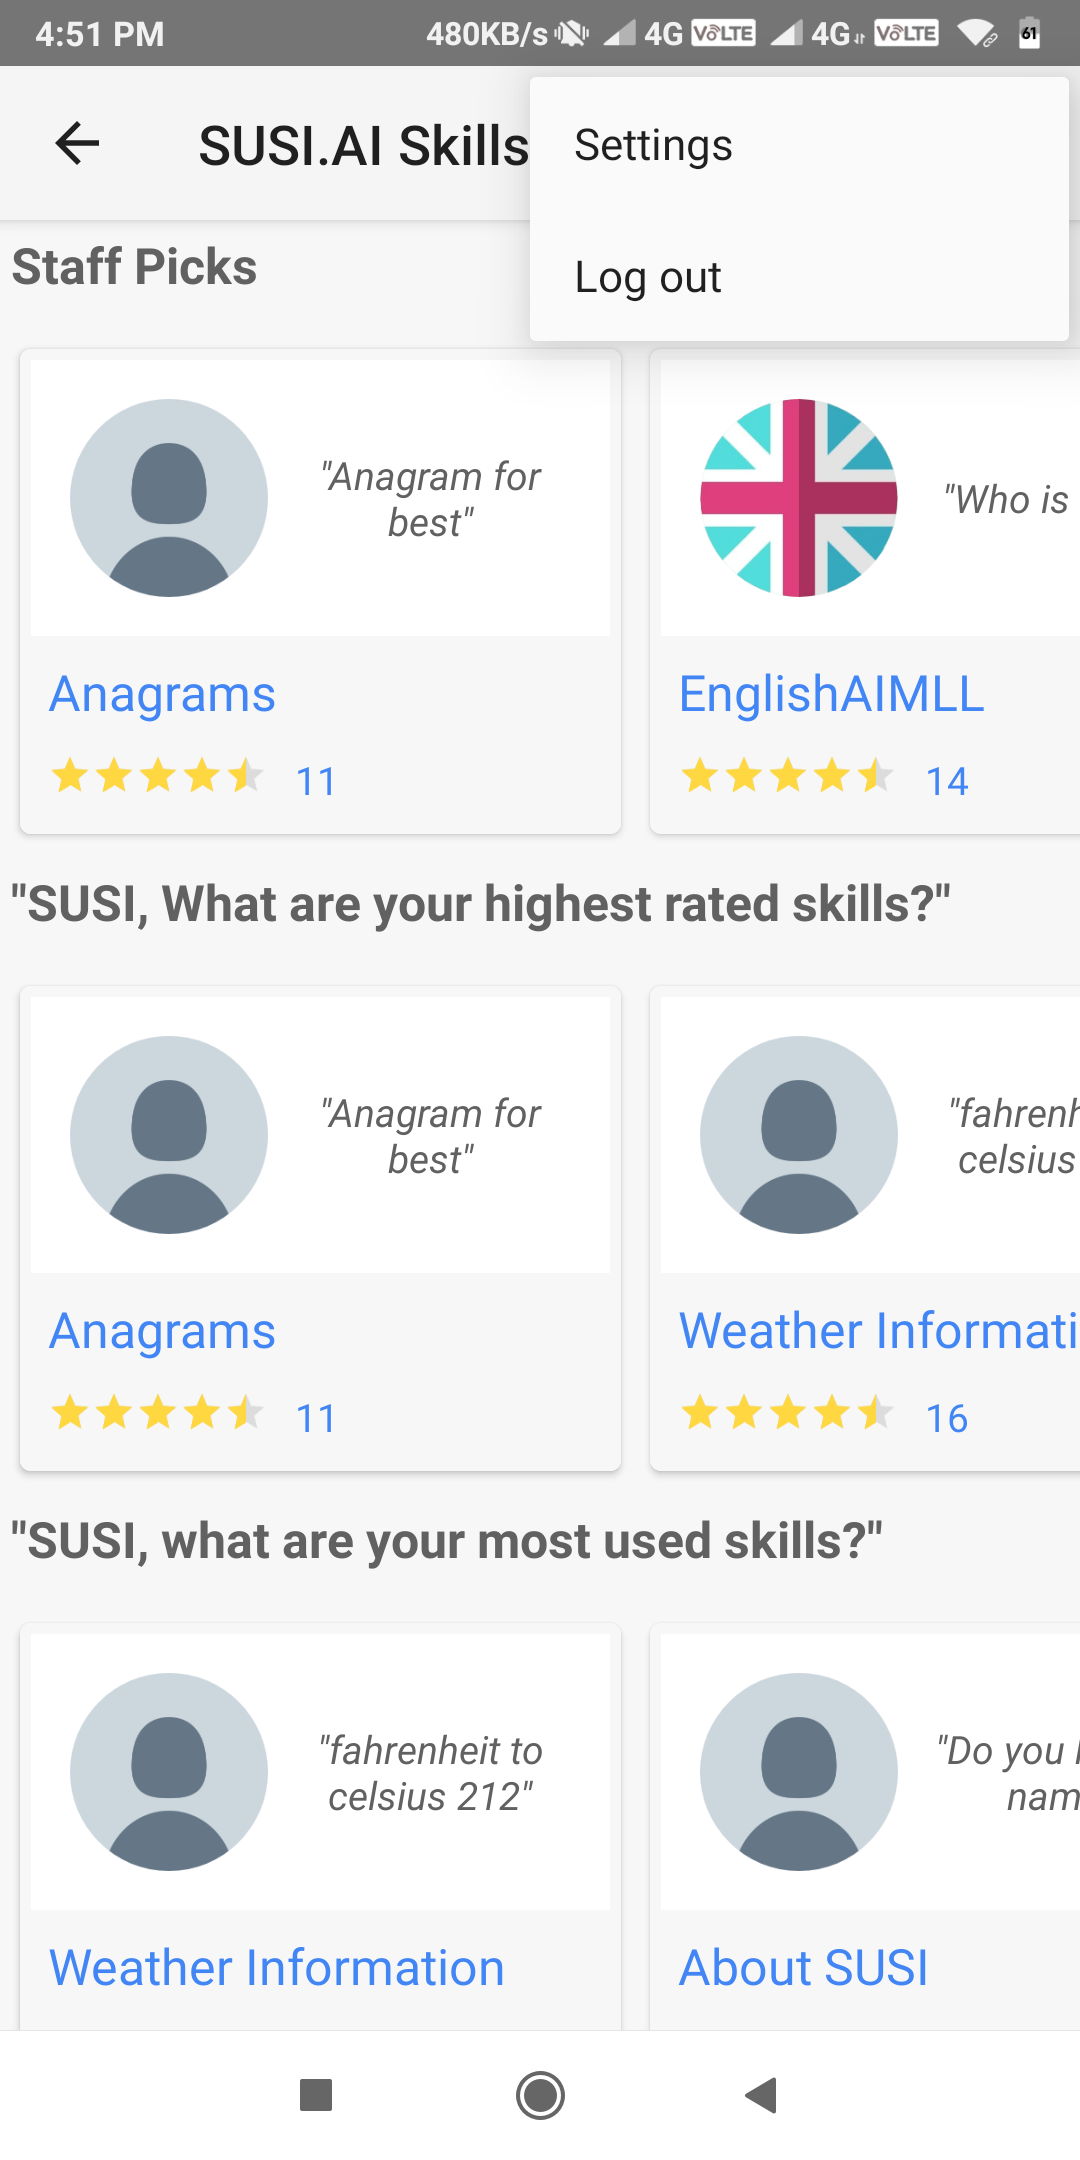 4:51 PM
480KB/s 4G VoLTE 4G VoLTE 61
SUSI.AI Skills
Settings
Log out
Staff Picks
"Anagram for
best"
"Who is
Anagrams
EnglishAIMLL
11
14
"SUSI, What are your highest rated skills?"
"Anagram for
best"
"fahrenh
celsius
Anagrams
Weather Informati
11
16
"SUSI, what are your most used skills?"
"fahrenheit to
celsius 212"
"Do you
nam
Weather Information
About SUSI